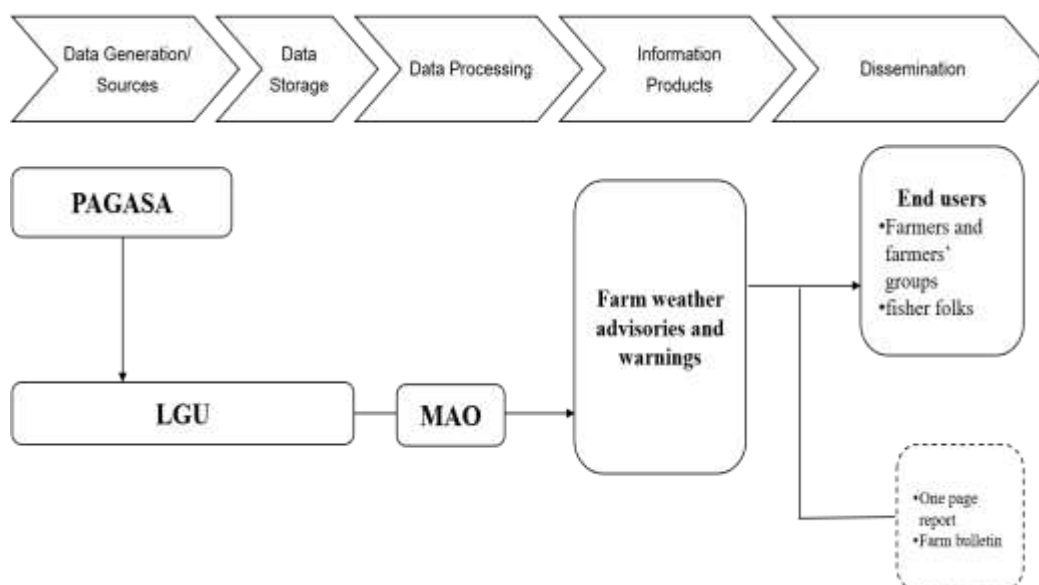 Data Generation/
Sources
Data
Storage
Data Processing
Information
Products
Dissemination
PAGASA
LGU
MAO
Farm weather
advisories and
warnings
End users
•Farmers and
farmers‘
groups
•fisher folks
•One page
report
•Farm bulletin